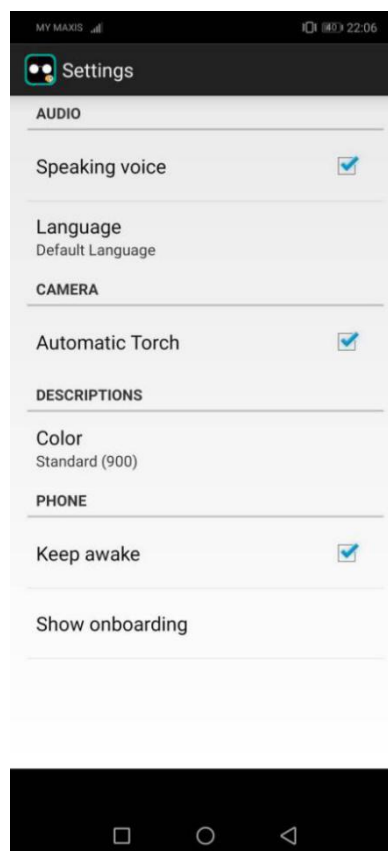 MY MAXIS 40 22:06
Settings
AUDIO
Speaking voice
Language
Default Language
CAMERA
Automatic Torch
DESCRIPTIONS
Color
Standard (900)
PHONE
Keep awake
Show onboarding